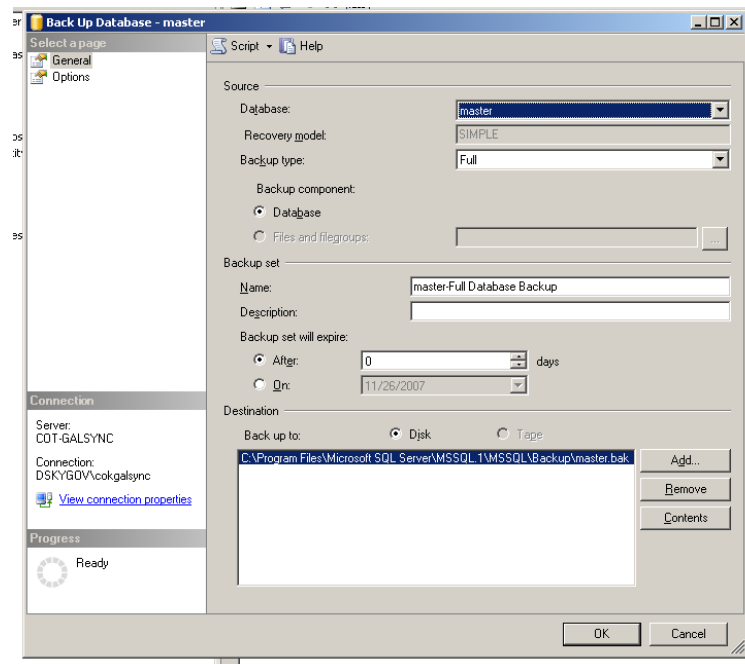 Back Up Database - master
Select a page
General
Options
Script
Help
Source
Database:
master
Recovery model:
SIMPLE
Backup type:
Full
Backup component:
Database
Files and filegroups:
...
Backup set
Name:
master-Full Database Backup
Description:
Backup set will expire:
After:
0
days
On:
11/26/2007
Destination
Back up to:
Disk
Tape
C:\Program Files\Microsoft SQL Server\MSSQL.1\MSSQL\Backup\master.bak
Add...
Remove
Contents
Connection
Server:
COT-GALSYNC
Connection:
DSKYGOV\cokgalsync
View connection properties
Progress
Ready
OK
Cancel